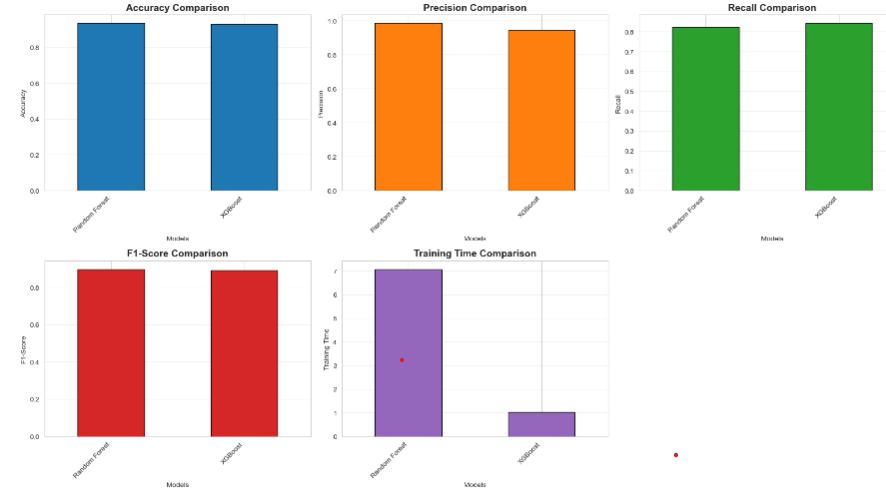 Accuracy Comparison
Accuracy
0.8
0.6
0.4
0.2
0.0
Random Forest
XGBoost
Models
Precision Comparison
Precision
1.0
0.8
0.6
0.4
0.2
0.0
Random Forest
XGBoost
Models
Recall Comparison
Recall
0.8
0.7
0.6
0.5
0.4
0.3
0.2
0.1
0.0
Random Forest
XGBoost
Models
F1-Score Comparison
F1-Score
0.8
0.6
0.4
0.2
0.0
Random Forest
XGBoost
Models
Training Time Comparison
Training Time
7
6
5
4
3
2
1
0
Random Forest
XGBoost
Models